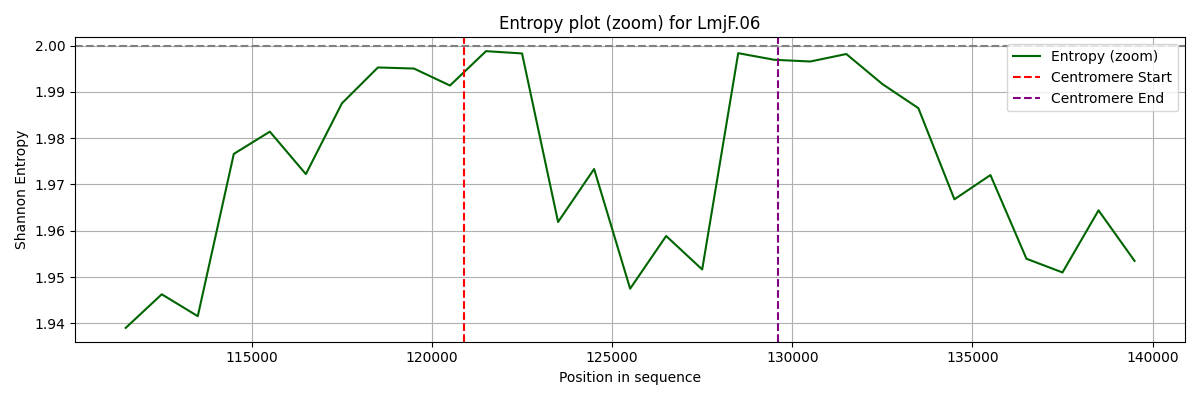 Entropy plot (zoom) for LmjF.06
Shannon Entropy
2.00
1.99
1.98
1.97
1.96
1.95
1.94
Entropy (zoom)
Centromere Start
Centromere End
115000
120000
125000
130000
135000
140000
Position in sequence